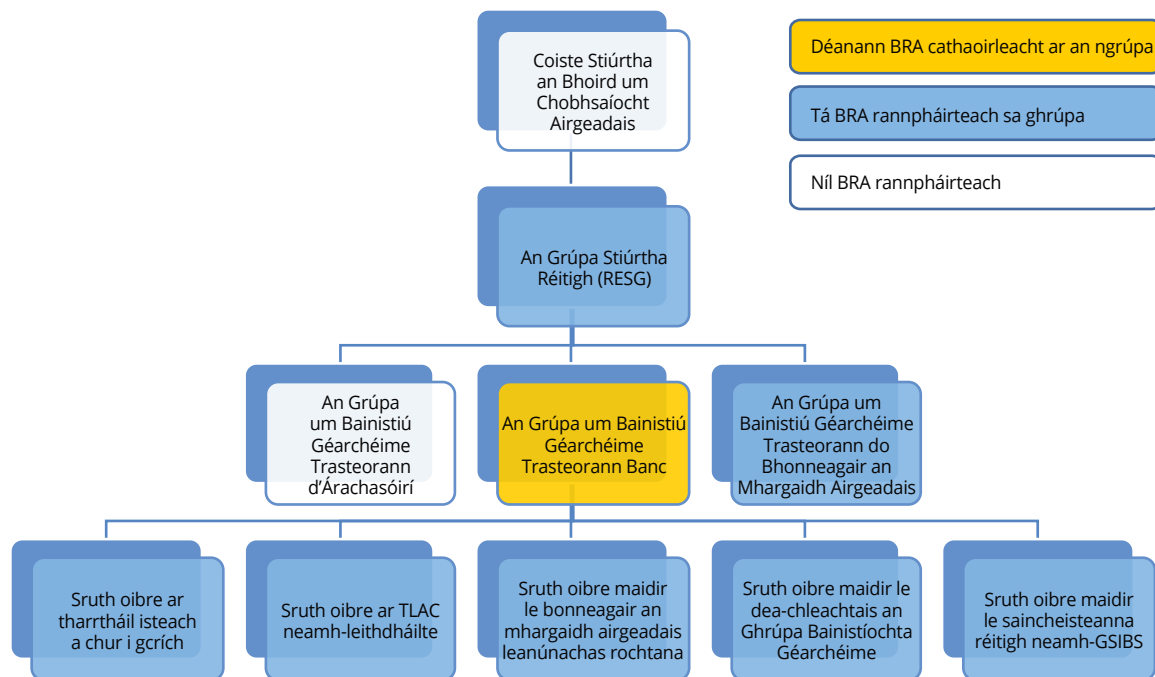 Coiste Stiúrtha
an Bhoird um
Chobhsaíocht
Airgeadais
Déanann BRA cathaoirleacht ar an ngrúpa
Tá BRA rannpháirteach sa ghrúpa
Níl BRA rannpháirteach
An Grúpa Stiúrtha
Réitigh (RESG)
An Grúpa
um Bainistiú
Géarchéime
Trasteorann
d'Árachasóirí
An Grúpa um Bainistiú
Géarchéime
Trasteorann Banc
An Grúpa um
Bainistiú Géarchéime
Trasteorann do
Bhonneagair an
Mhargaidh Airgeadais
Sruth oibre ar
tharrtháil isteach
a chur i gcrích
Sruth oibre ar TLAC
neamh-leithdháilte
Sruth oibre maidir
le bonneagair an
mhargaidh airgeadais
leanúnachas rochtana
Sruth oibre maidir le
dea-chleachtais an
Ghrúpa Bainistíochta
Géarchéime
Sruth oibre maidir
le saincheisteanna
réitigh neamh-GSIBS